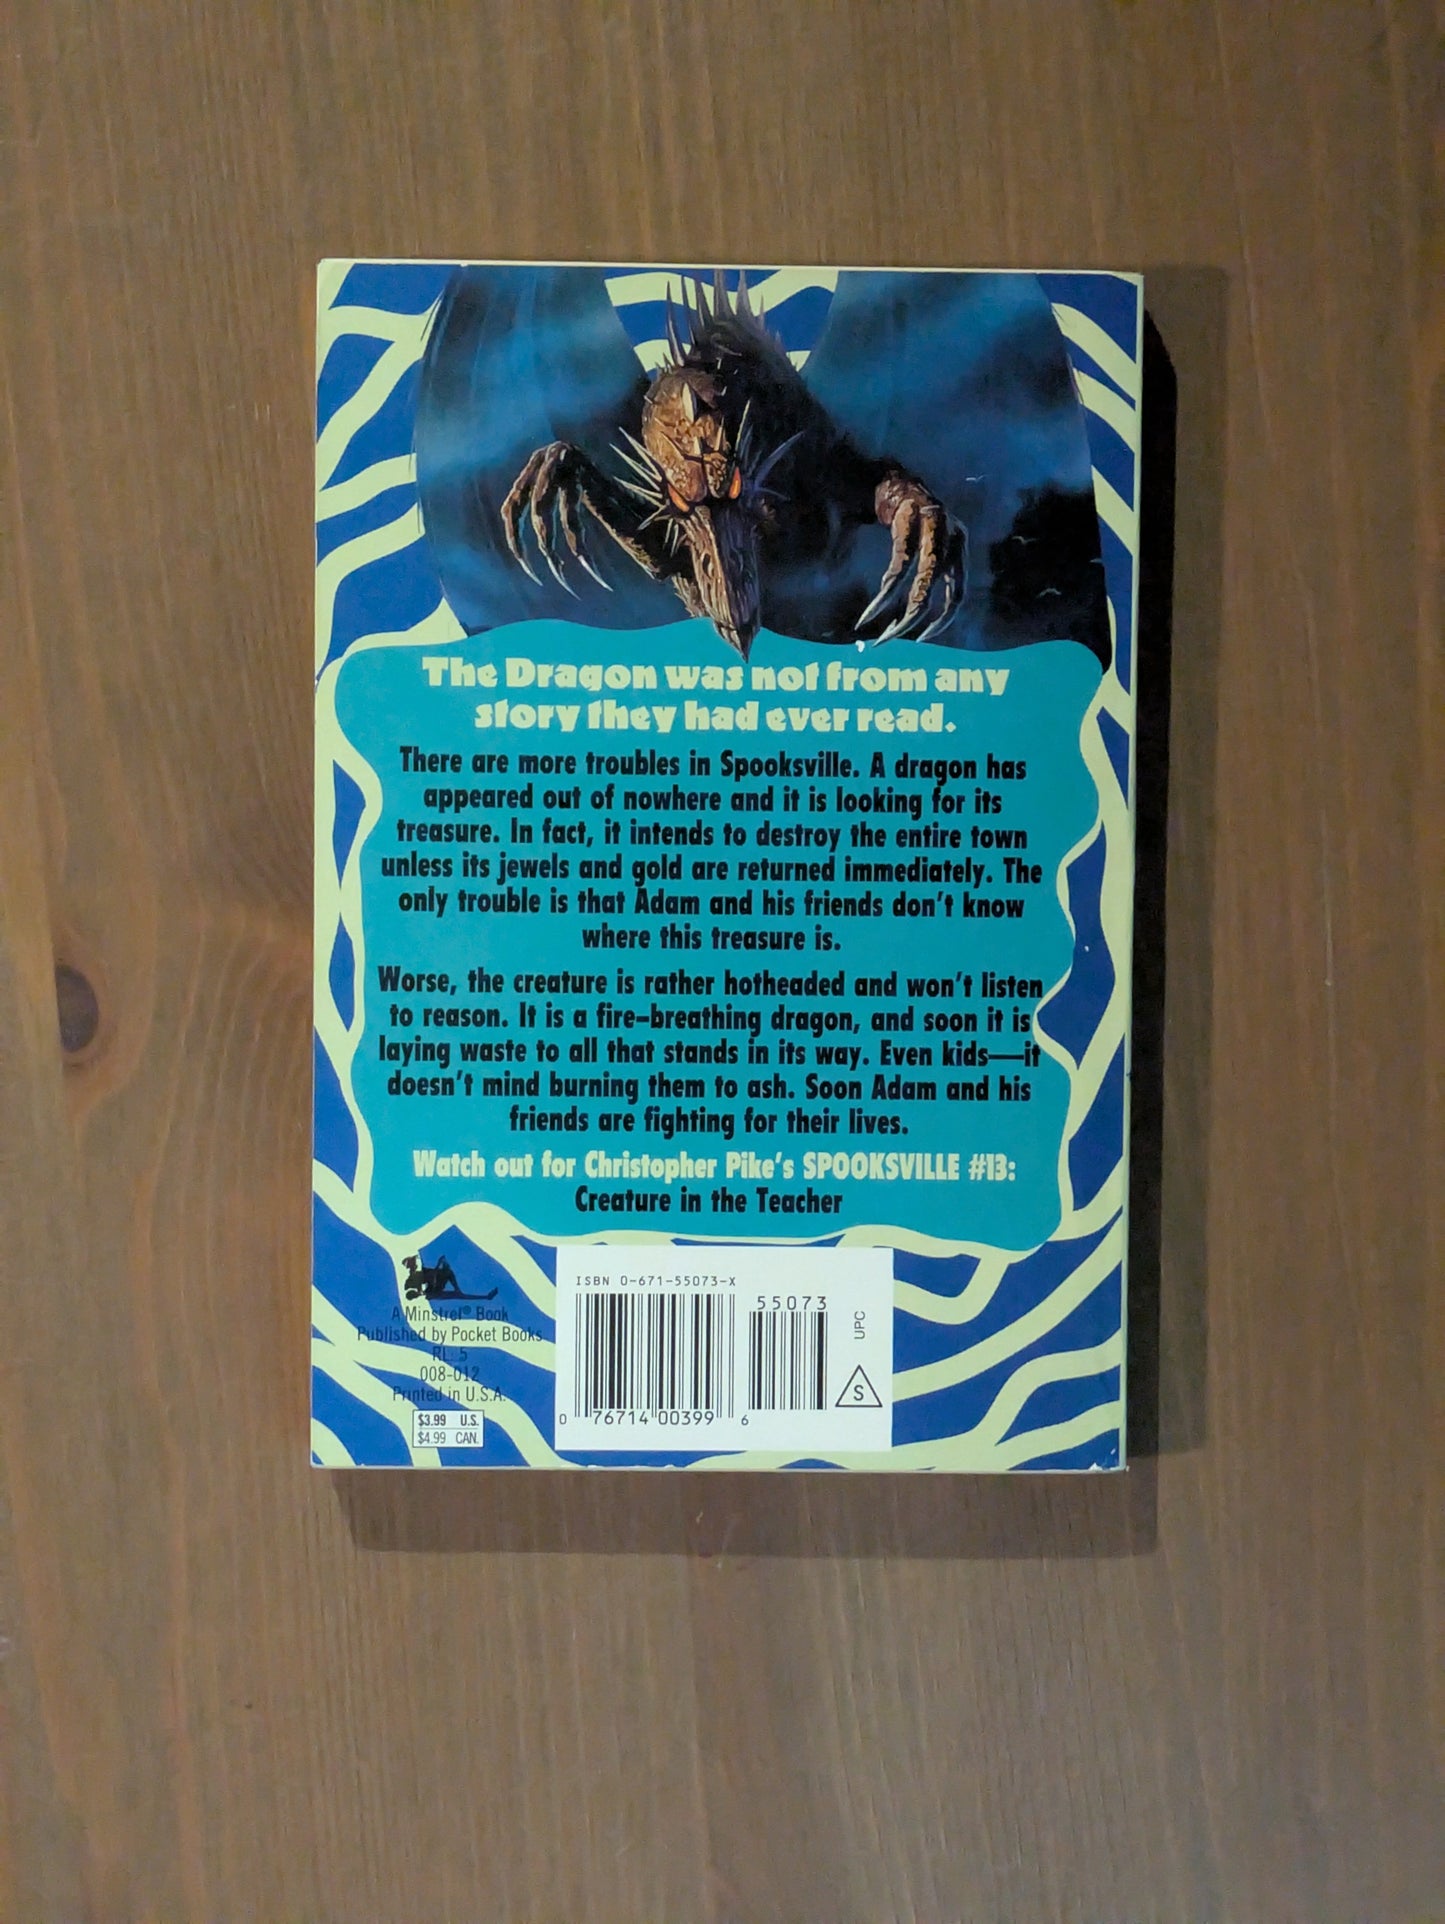 The Dragon was not from any
story they had ever read.
There are more troubles in Spooksville. A dragon has
appeared out of nowhere and it is looking for its
treasure. In fact, it intends to destroy the entire town
unless its jewels and gold are returned immediately. The
only trouble is that Adam and his friends don't know
where this treasure is.
Worse, the creature is rather hotheaded and won't listen
to reason. It is a fire-breathing dragon, and soon it is
laying waste to all that stands in its way. Even kids—it
doesn't mind burning them to ash. Soon Adam and his
friends are fighting for their lives.
Watch out for Christopher Pike's SPOOKSVILLE #13:
Creature in the Teacher
A Minstrel® Book
Published by Pocket Books
RL: 5
008-012
Printed in U.S.A.
$3.99 U.S.
$4.99 CAN.
ISBN 0-671-55073-X
55073
UPC
S
0 76714 00399 6